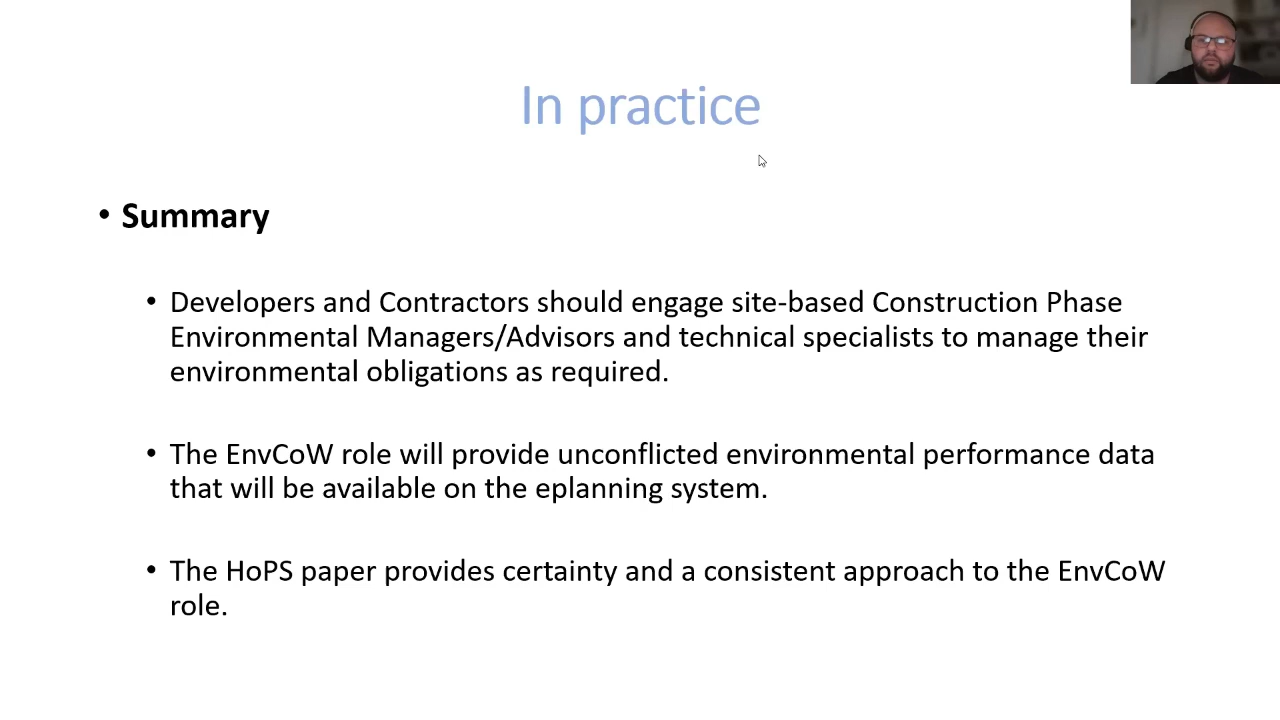 In practice
• Summary
• Developers and Contractors should engage site-based Construction Phase
Environmental Managers/Advisors and technical specialists to manage their
environmental obligations as required.
• The EnvCoW role will provide unconflicted environmental performance data
that will be available on the eplanning system.
• The HoPS paper provides certainty and a consistent approach to the EnvCoW
role.